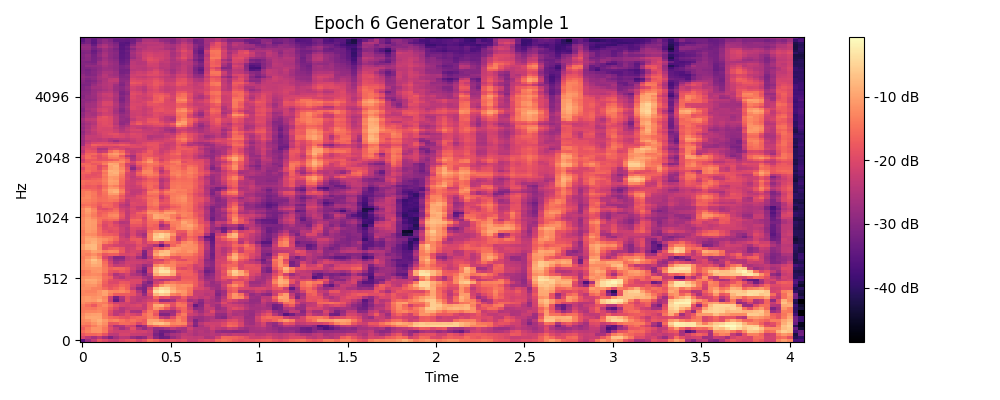 Epoch 6 Generator 1 Sample 1
Hz
4096
2048
1024
512
0
0 0.5 1 1.5 2 2.5 3 3.5 4
Time
-10 dB
-20 dB
-30 dB
-40 dB